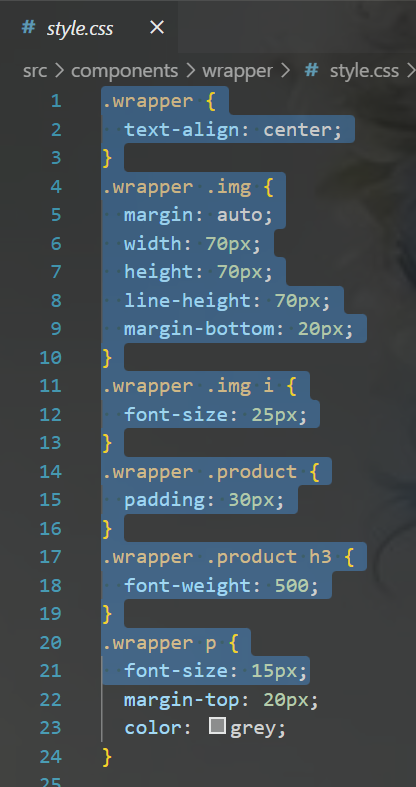 # style.css ×
src > components > wrapper > # style.css >
1 .wrapper {
2 text-align: center;
3 }
4 .wrapper .img {
5 margin: auto;
6 width: 70px;
7 height: 70px;
8 line-height: 70px;
9 margin-bottom: 20px;
10 }
11 .wrapper .img i {
12 font-size: 25px;
13 }
14 .wrapper .product {
15 padding: 30px;
16 }
17 .wrapper .product h3 {
18 font-weight: 500;
19 }
20 .wrapper p {
21 font-size: 15px;
22 margin-top: 20px;
23 color: grey;
24 }
25